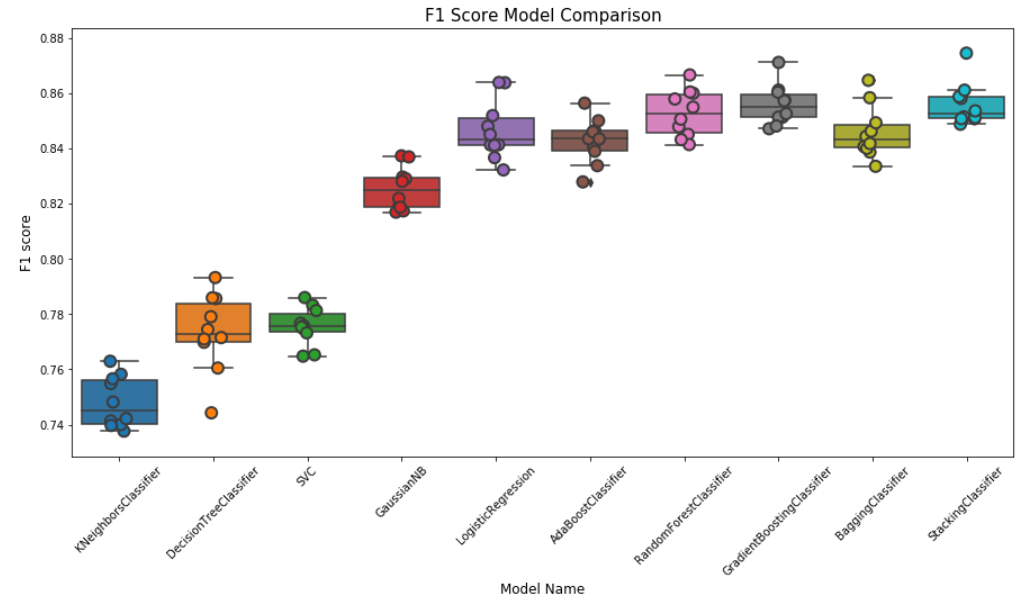 F1 Score Model Comparison
0.88
0.86
0.84
0.82
0.80
0.78
0.76
0.74
F1 score
KNeighborsClassifier
DecisionTreeClassifier
SVC
GaussianNB
LogisticRegression
AdaBoostClassifier
RandomForestClassifier
GradientBoostingClassifier
BaggingClassifier
StackingClassifier
Model Name